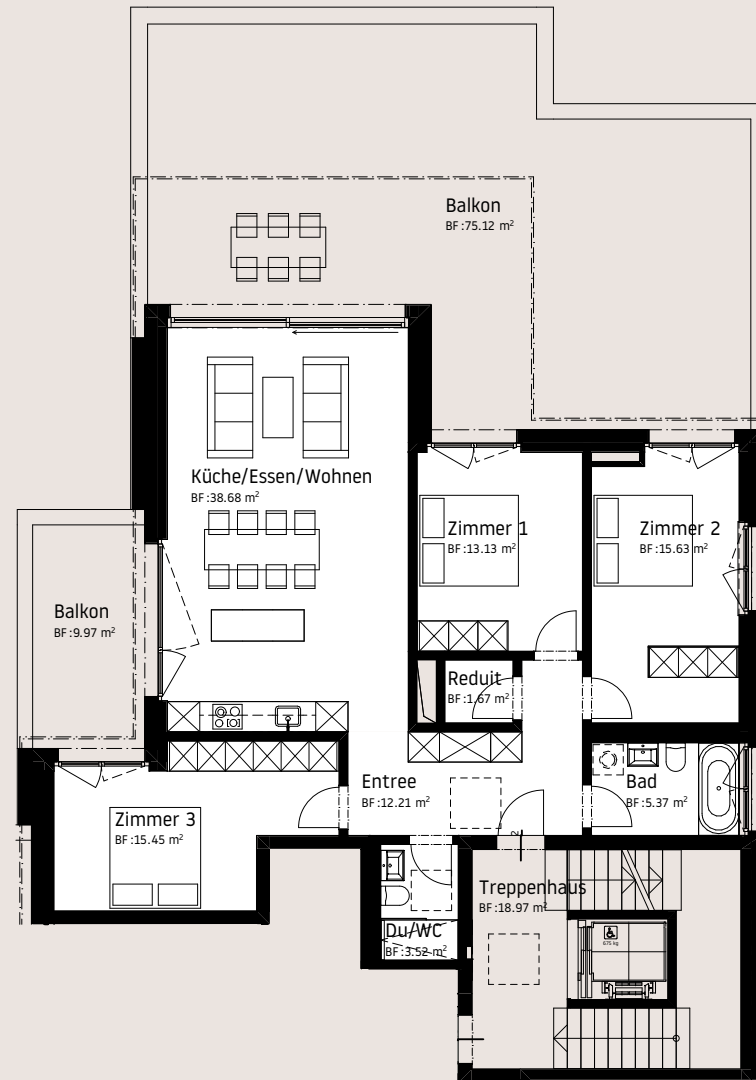 Balkon
BF :75.12 m²
Küche/Essen/Wohnen
BF :38.68 m²
Zimmer 1
BF :13.13 m²
Zimmer 2
BF :15.63 m²
Balkon
BF :9.97 m²
Reduit
BF :1.67 m²
Entree
BF :12.21 m²
Bad
BF :5.37 m²
Zimmer 3
BF :15.45 m²
2
Treppenhaus
BF :18.97 m²
Du/WC
BF :3.52 m²
675 kg